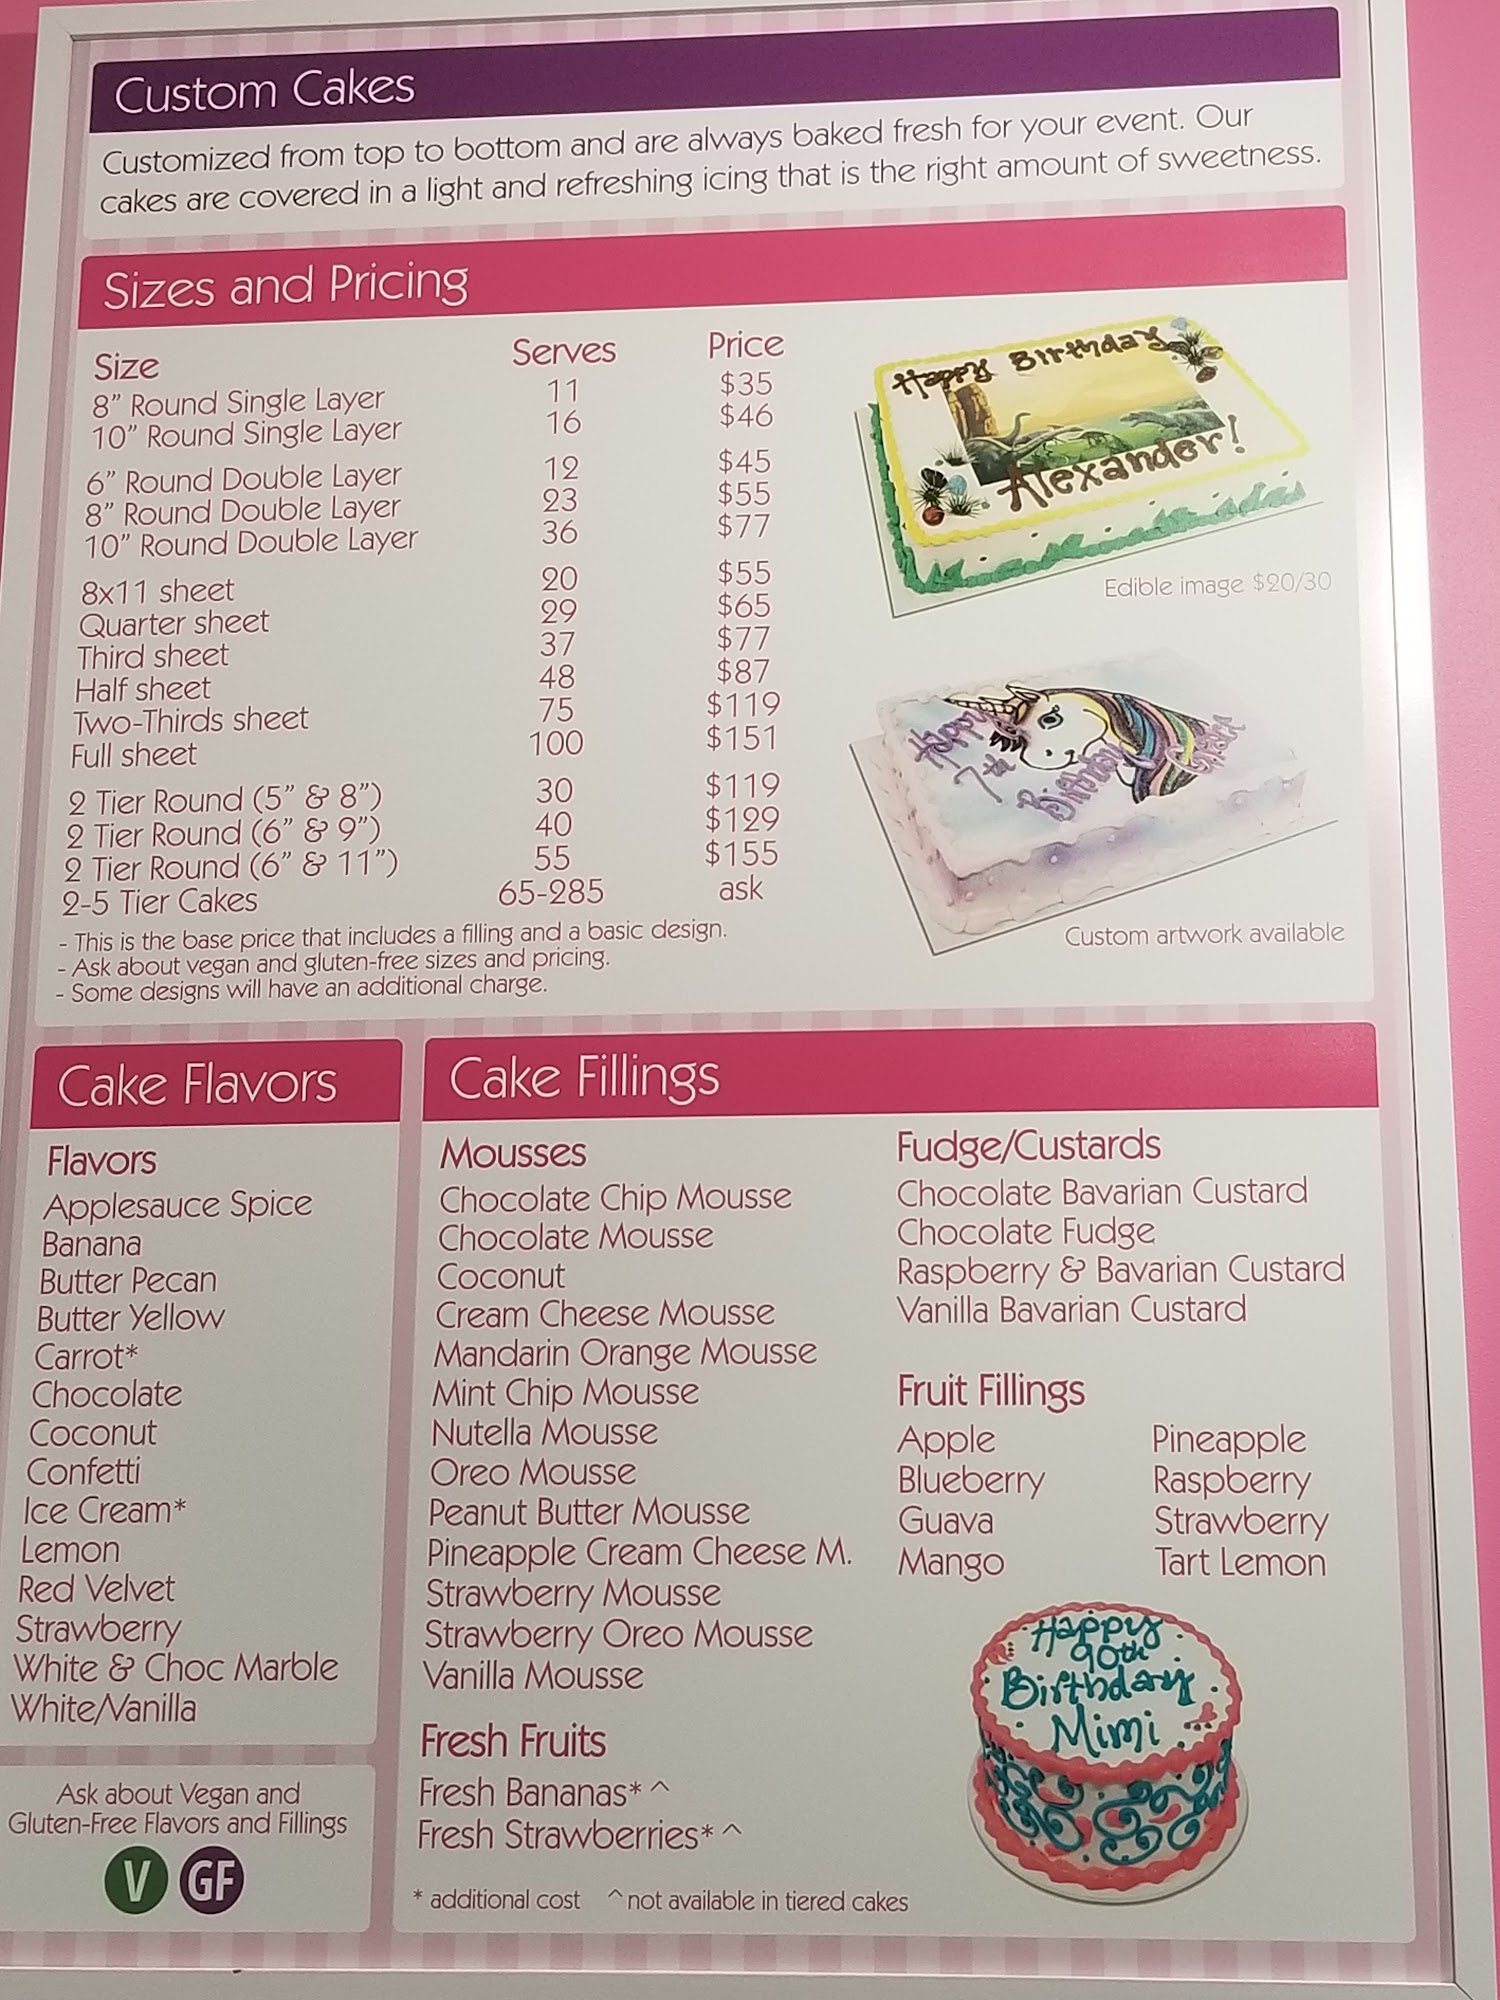 Custom Cakes
Customized from top to bottom and are always baked fresh for your event. Our
cakes are covered in a light and refreshing icing that is the right amount of sweetness.
Sizes and Pricing
Size Serves Price
8" Round Single Layer 11 $35
10" Round Single Layer 16 $46
6" Round Double Layer 12 $45
8" Round Double Layer 23 $55
10" Round Double Layer 36 $77
8x11 sheet 20 $55
Quarter sheet 29 $65
Third sheet 37 $77
Half sheet 48 $87
Two-Thirds sheet 75 $119
Full sheet 100 $151
2 Tier Round (5" & 8") 30 $119
2 Tier Round (6" & 9") 40 $129
2 Tier Round (6" & 11") 55 $155
2-5 Tier Cakes 65-285 ask
- This is the base price that includes a filling and a basic design.
- Ask about vegan and gluten-free sizes and pricing.
- Some designs will have an additional charge.
Happy Birthday
Alexander!
Edible image $20/30
Happy
7th
Birthday
Custom artwork available
Cake Flavors
Flavors
Applesauce Spice
Banana
Butter Pecan
Butter Yellow
Carrot*
Chocolate
Coconut
Confetti
Ice Cream*
Lemon
Red Velvet
Strawberry
White & Choc Marble
White/Vanilla
Ask about Vegan and
Gluten-Free Flavors and Fillings
V GF
Cake Fillings
Mousses
Chocolate Chip Mousse
Chocolate Mousse
Coconut
Cream Cheese Mousse
Mandarin Orange Mousse
Mint Chip Mousse
Nutella Mousse
Oreo Mousse
Peanut Butter Mousse
Pineapple Cream Cheese M.
Strawberry Mousse
Strawberry Oreo Mousse
Vanilla Mousse
Fresh Fruits
Fresh Bananas* ^
Fresh Strawberries* ^
* additional cost ^ not available in tiered cakes
Fudge/Custards
Chocolate Bavarian Custard
Chocolate Fudge
Raspberry & Bavarian Custard
Vanilla Bavarian Custard
Fruit Fillings
Apple Pineapple
Blueberry Raspberry
Guava Strawberry
Mango Tart Lemon
Happy
90th
Birthday
Mimi